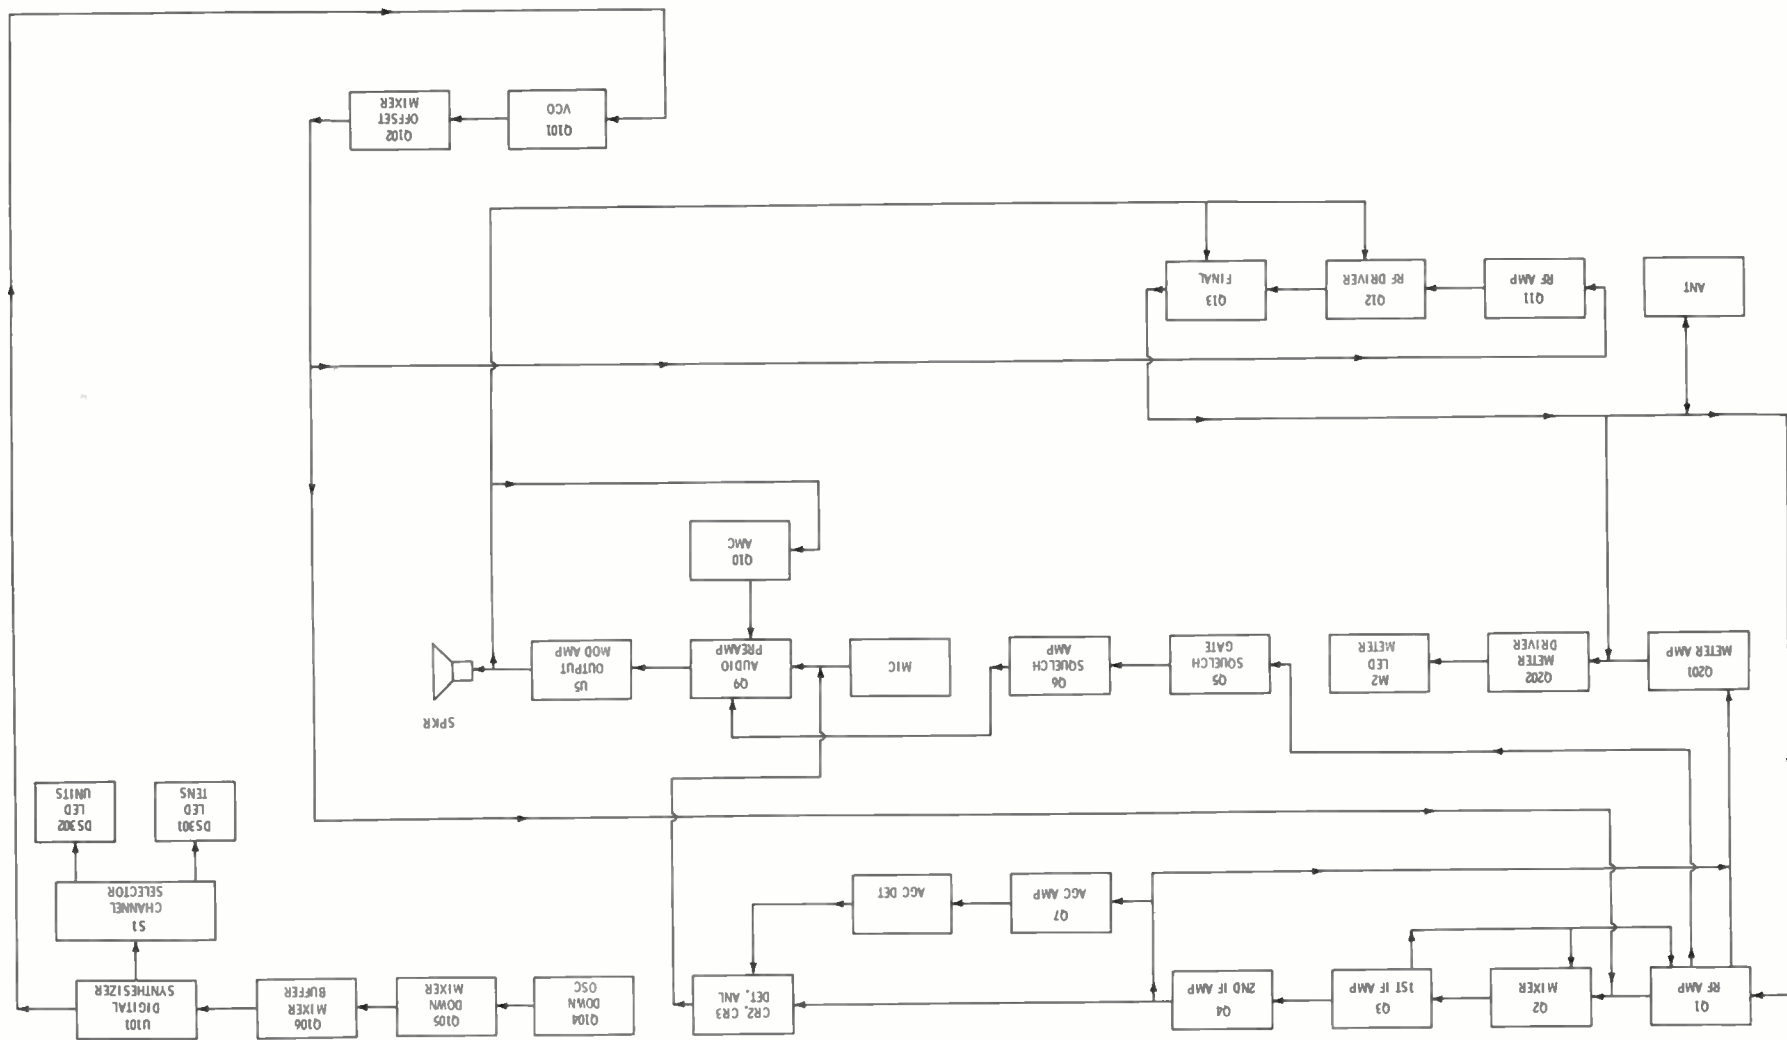 Q1
RF AMP
Q2
MIXER
Q3
1ST IF AMP
Q4
2ND IF AMP
CR2, CR3
DET, ANL
Q104
DOWN
OSC
Q105
DOWN
MIXER
Q106
MIXER
BUFFER
U101
DIGITAL
SYNTHESIZER
Q7
AGC AMP
AGC DET
S1
CHANNEL
SELECTOR
DS301
LED
TENS
DS302
LED
UNITS
SPKR
Q201
METER AMP
Q202
METER
DRIVER
M2
LED
METER
Q5
SQUELCH
GATE
Q6
SQUELCH
AMP
MIC
Q9
AUDIO
PREAMP
U5
OUTPUT
MOD AMP
Q10
AMC
ANT
Q11
RF AMP
Q12
RF DRIVER
Q13
FINAL
Q101
VCO
Q102
OFFSET
MIXER